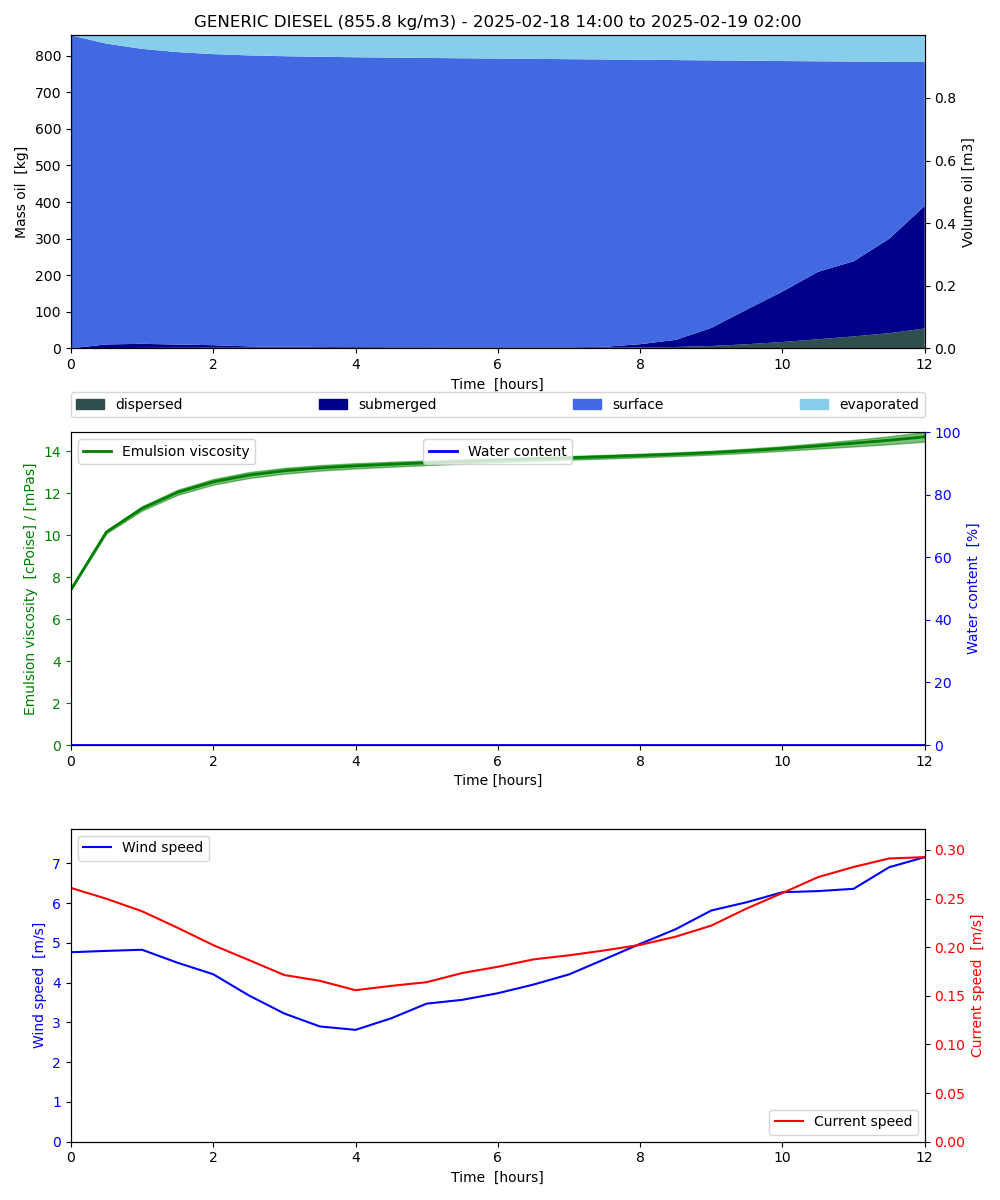 GENERIC DIESEL (855.8 kg/m3) - 2025-02-18 14:00 to 2025-02-19 02:00
800
700
600
500
400
300
200
100
0
Mass oil [kg]
0.8
0.6
0.4
0.2
0.0
Volume oil [m3]
0 2 4 6 8 10 12
Time [hours]
dispersed submerged surface evaporated
14
12
10
8
6
4
2
0
Emulsion viscosity [cPoise] / [mPas]
Emulsion viscosity
Water content
100
80
60
40
20
0
Water content [%]
0 2 4 6 8 10 12
Time [hours]
Wind speed
7
6
5
4
3
2
1
0
Wind speed [m/s]
0.30
0.25
0.20
0.15
0.10
0.05
0.00
Current speed [m/s]
Current speed
0 2 4 6 8 10 12
Time [hours]